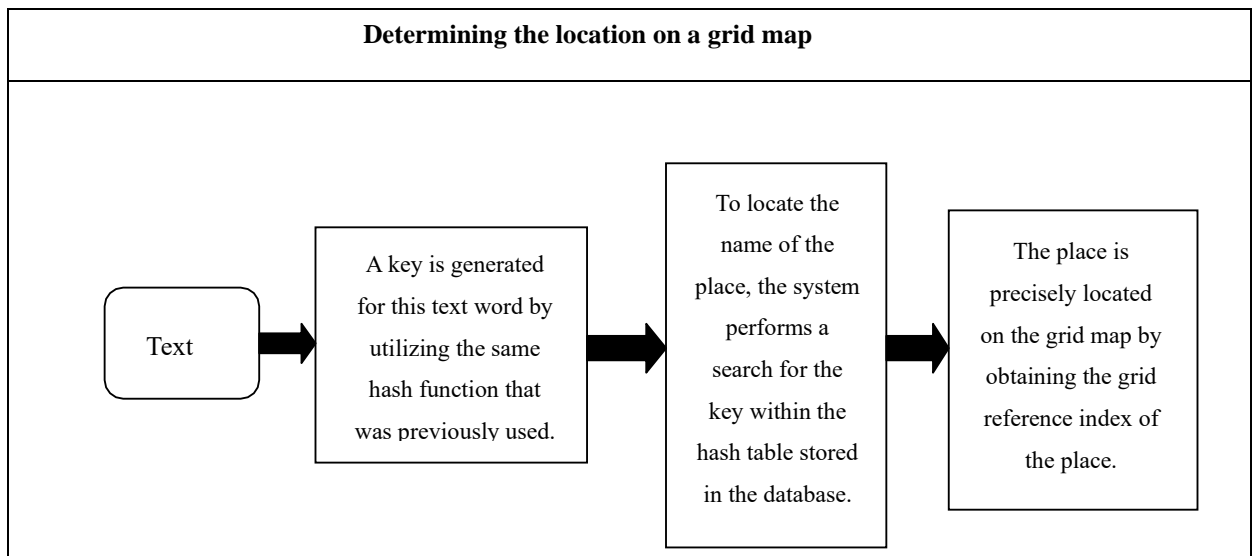 Determining the location on a grid map
Text
A key is generated
for this text word by
utilizing the same
hash function that
was previously used.
To locate the
name of the
place, the system
performs a
search for the
key within the
hash table stored
in the database.
The place is
precisely located
on the grid map by
obtaining the grid
reference index of
the place.